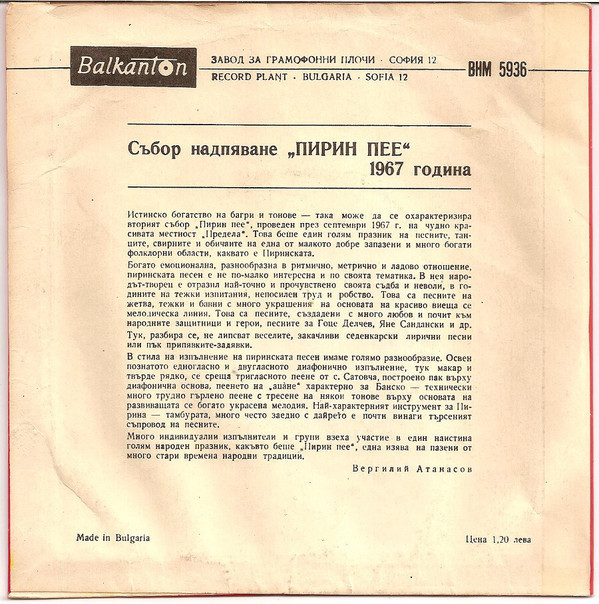 Balkanton
ЗАВОД ЗА ГРАМОФОННИ ПЛОЧИ · СОФИЯ 12
RECORD PLANT · BULGARIA · SOFIA 12
ВНМ 5936
Събор надпяване „ПИРИН ПЕЕ“
1967 година
Истинско богатство на багри и тонове — така може да се охарактеризира
вторият събор „Пирин пее“, проведен през септември 1967 г. на чудно кра-
сивата местност „Предела“. Това беше един голям празник на песните, тан-
ците, свирните и обичаите на една от малкото добре запазени и много богати
фолклорни области, каквато е Пиринската.
Богато емоционална, разнообразна в ритмично, метрично и ладово отношение,
пиринската песен е не по-малко интересна и по своята тематика. В нея наро-
дът-творец е отразил най-точно и прочувствено своята съдба и неволи, в го-
дините на тежки изпитания, непосилен труд и робство. Това са песните на
жетва, тежки и бавни с много украшения на основата на красиво виеща се
мелодическа линия. Това са песните, създадени с много любов и почит към
народните защитници и герои, песните за Гоце Делчев, Яне Сандански и др.
Тук, разбира се, не липсват веселите, закачливи седенкарски лирични песни
или пък припявките-задявки.
В стила на изпълнение на пиринската песен имаме голямо разнообразие. Освен
познатото едногласно и двугласното диафонично изпълнение, тук макар и
твърде рядко, се среща тригласното пеене от с. Сатовча, построено пак върху
диафонична основа, пеенето на „аша̀не“ характерно за Банско — технически
много трудно гърлено пеене с тресене на някои тонове върху основата на
развиващата се богато украсена мелодия. Най-характерният инструмент за Пи-
рина — тамбурата, много често заедно с дайрето е почти винаги търсеният
съпровод на песните.
Много индивидуални изпълнители и групи взеха участие в един наистина
голям народен празник, какъвто беше „Пирин пее“, една изява на пазени от
много стари времена народни традиции.
Вергилий Атанасов
Made in Bulgaria
Цена 1,20 лева